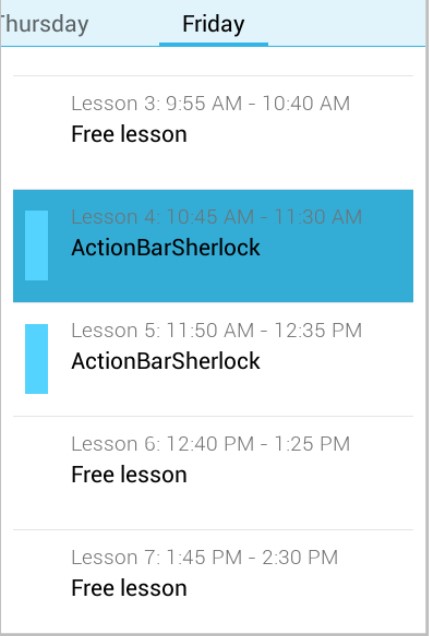 Thursday Friday
Lesson 3: 9:55 AM - 10:40 AM
Free lesson
Lesson 4: 10:45 AM - 11:30 AM
ActionBarSherlock
Lesson 5: 11:50 AM - 12:35 PM
ActionBarSherlock
Lesson 6: 12:40 PM - 1:25 PM
Free lesson
Lesson 7: 1:45 PM - 2:30 PM
Free lesson